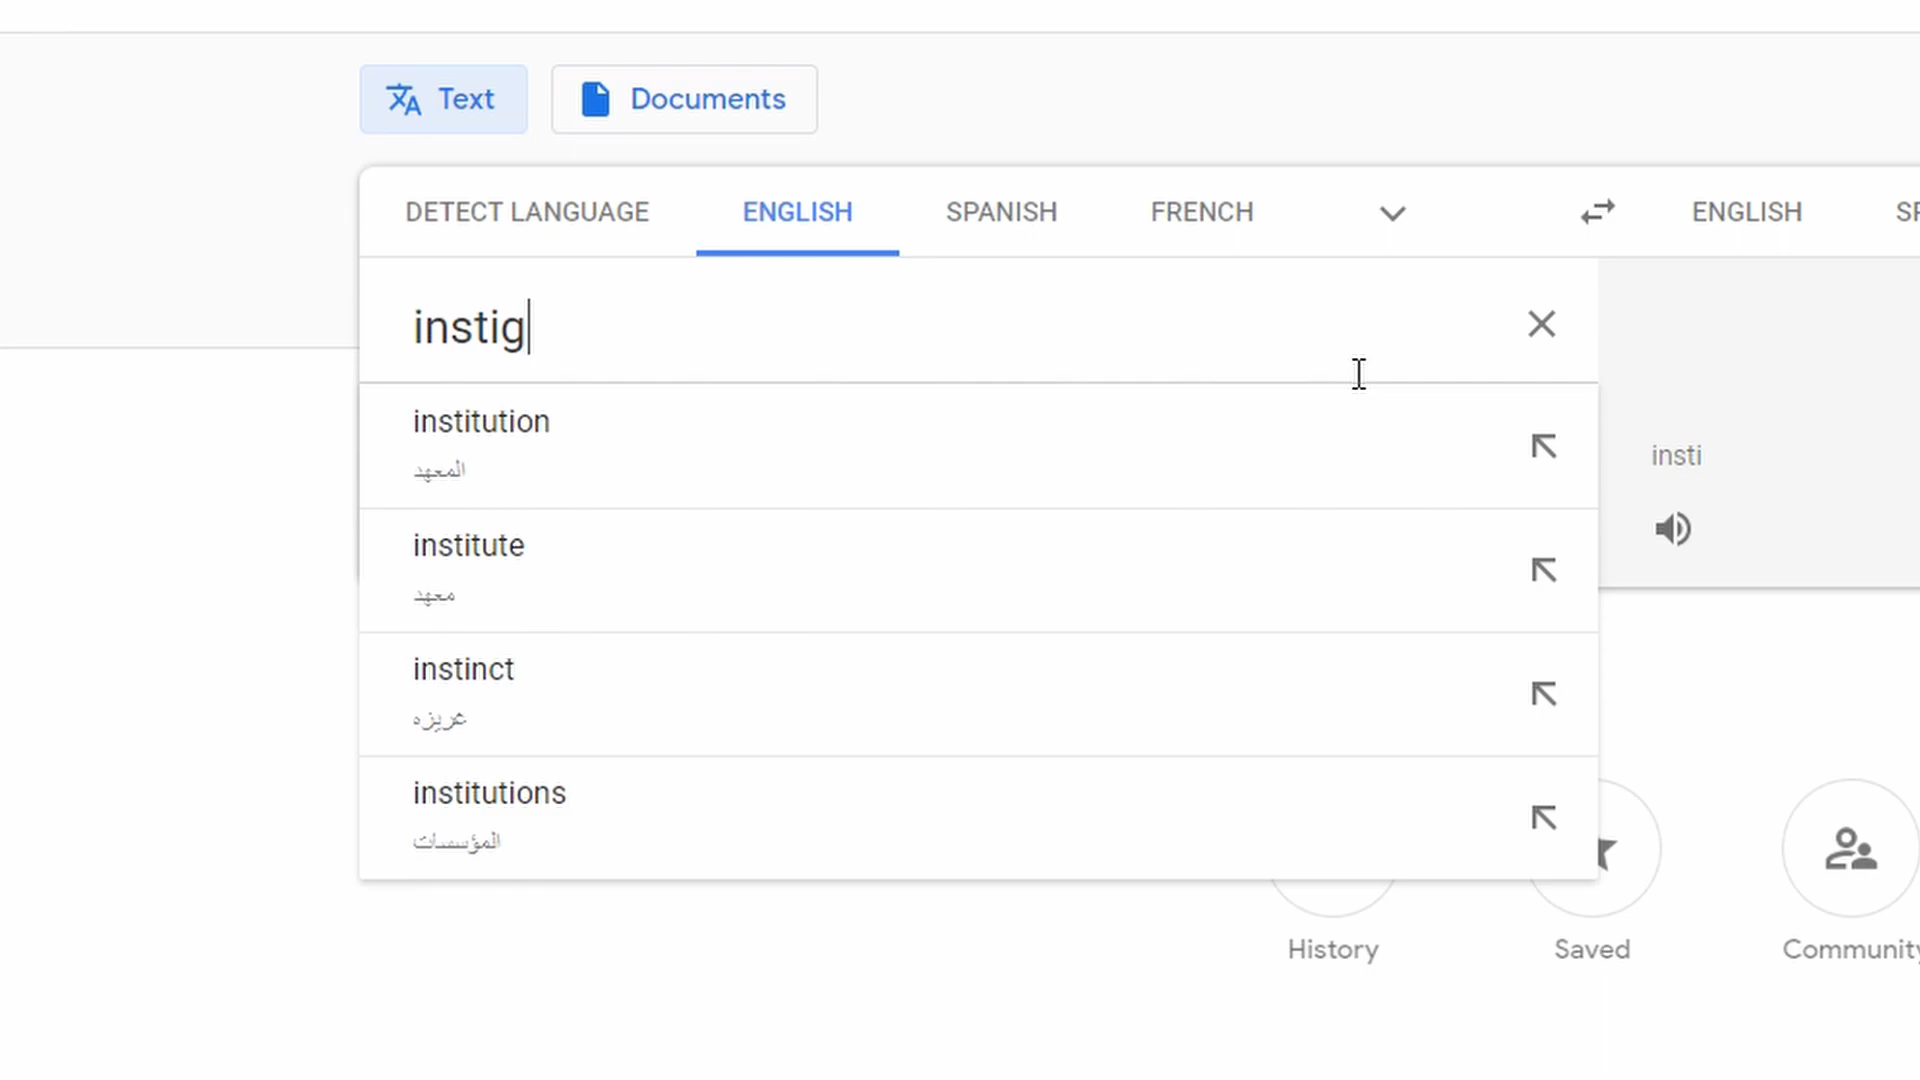 Text
Documents
DETECT LANGUAGE
ENGLISH
SPANISH
FRENCH
ENGLISH
instig
institution
المعهد
institute
معهد
instinct
غريزه
institutions
المؤسسات
insti
History
Saved
Community